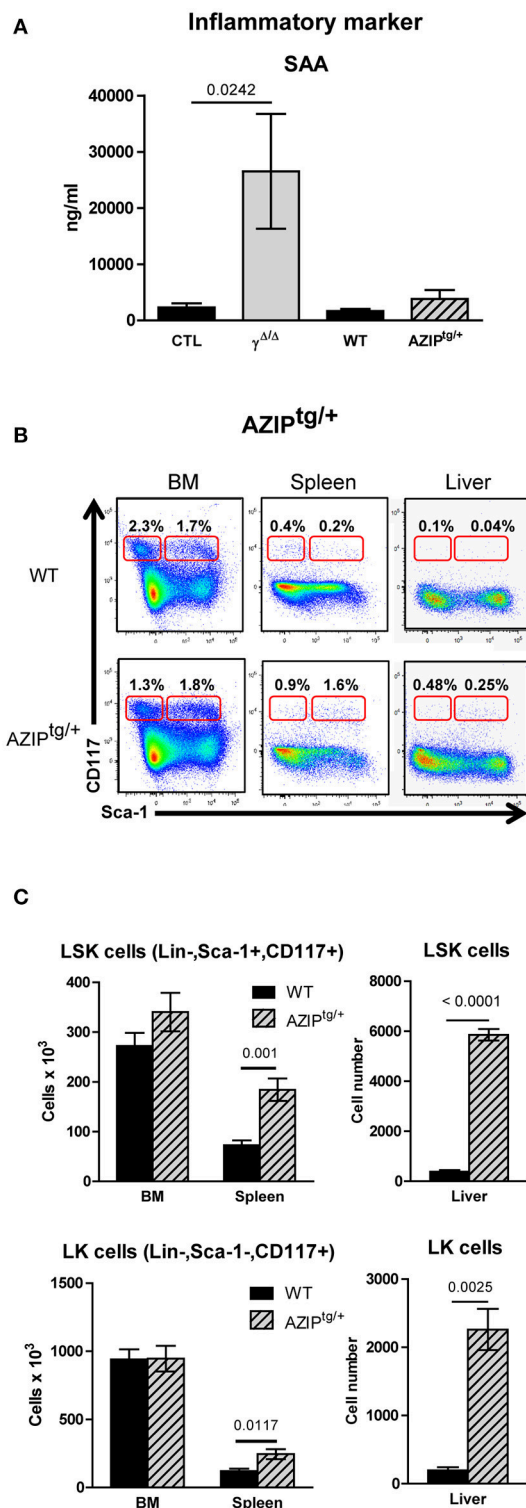 A
Inflammatory marker
SAA
0.0242
40000
30000
20000
10000
0
ng/ml
CTL
γΔ/Δ
WT
AZIPtg/+
B
AZIPtg/+
BM Spleen Liver
WT
2.3% 1.7%
0.4% 0.2%
0.1% 0.04%
AZIPtg/+
1.3% 1.8%
0.9% 1.6%
0.48% 0.25%
CD117
Sca-1
C
LSK cells (Lin-,Sca-1+,CD117+)
WT
AZIPtg/+
400
300
200
100
0
Cells x 103
0.001
BM Spleen
LSK cells
8000
6000
4000
2000
0
Cell number
< 0.0001
Liver
LK cells (Lin-,Sca-1-,CD117+)
WT
AZIPtg/+
1500
1000
500
0
Cells x 103
0.0117
BM Spleen
LK cells
3000
2000
1000
0
Cell number
0.0025
Liver